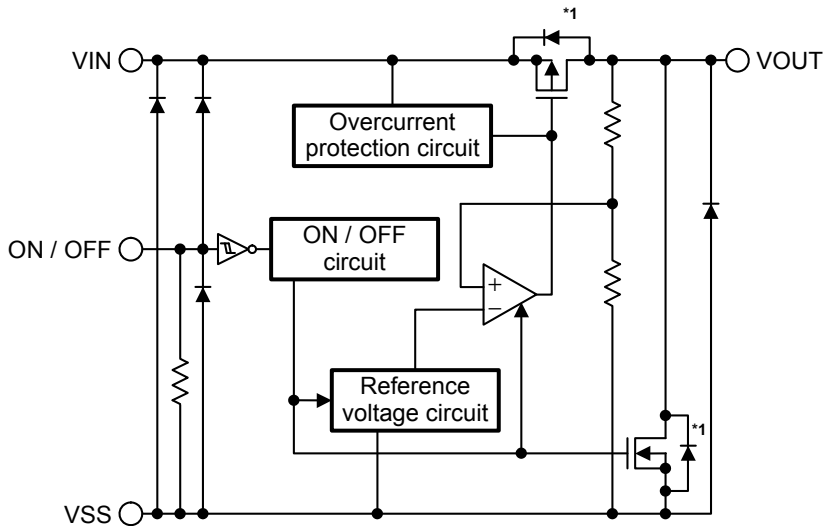 *1
VIN
VOUT
Overcurrent
protection circuit
ON / OFF
ON / OFF
circuit
+
−
Reference
voltage circuit
*1
VSS